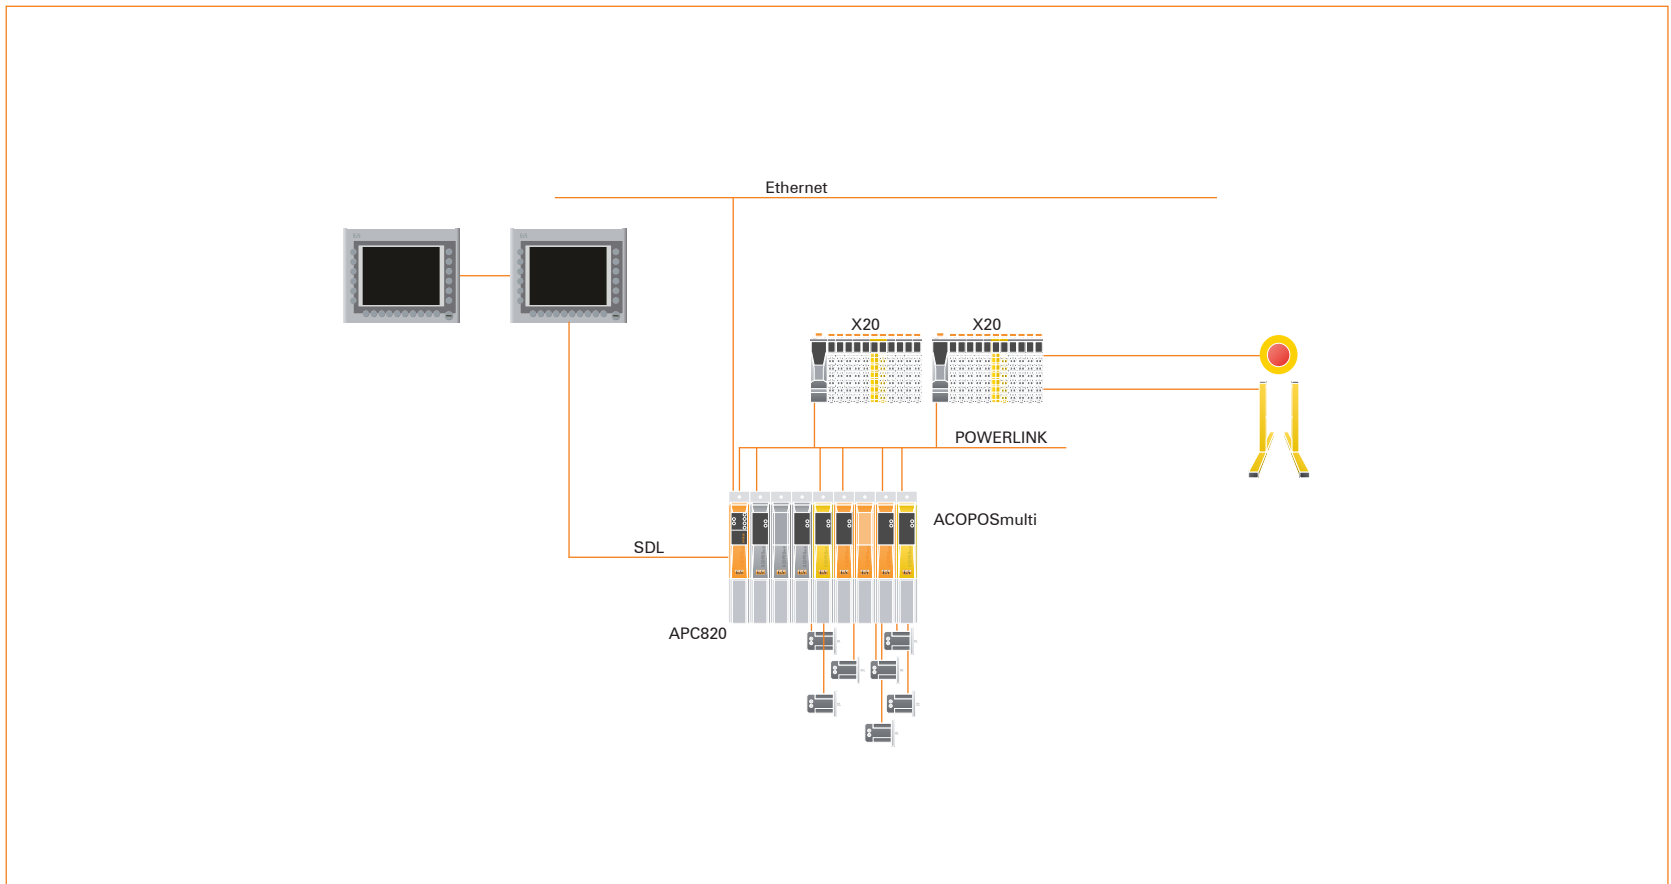 Ethernet
X20
X20
POWERLINK
ACOPOSmulti
SDL
APC820